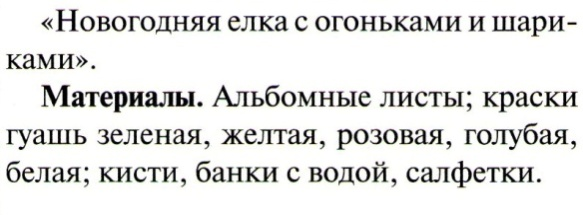 «Новогодняя елка с огоньками и шари-
ками».
Материалы. Альбомные листы; краски
гуашь зеленая, желтая, розовая, голубая,
белая; кисти, банки с водой, салфетки.